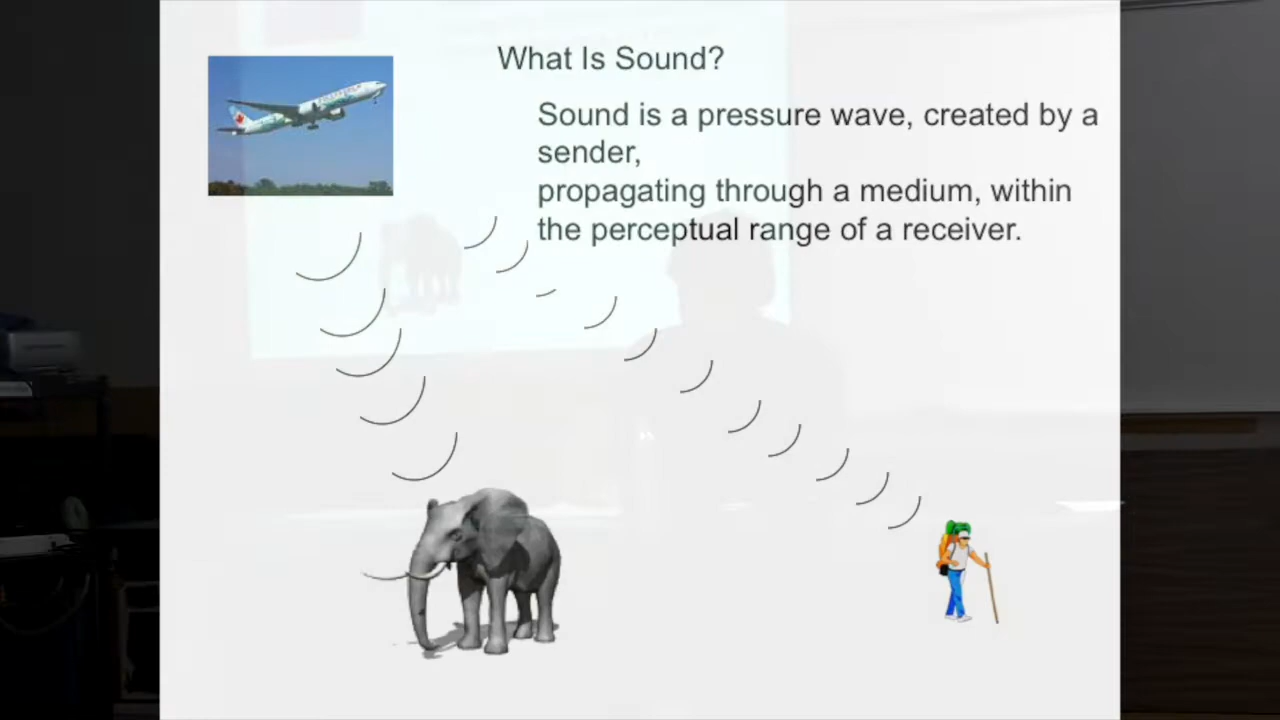 What Is Sound?
Sound is a pressure wave, created by a
sender,
propagating through a medium, within
the perceptual range of a receiver.